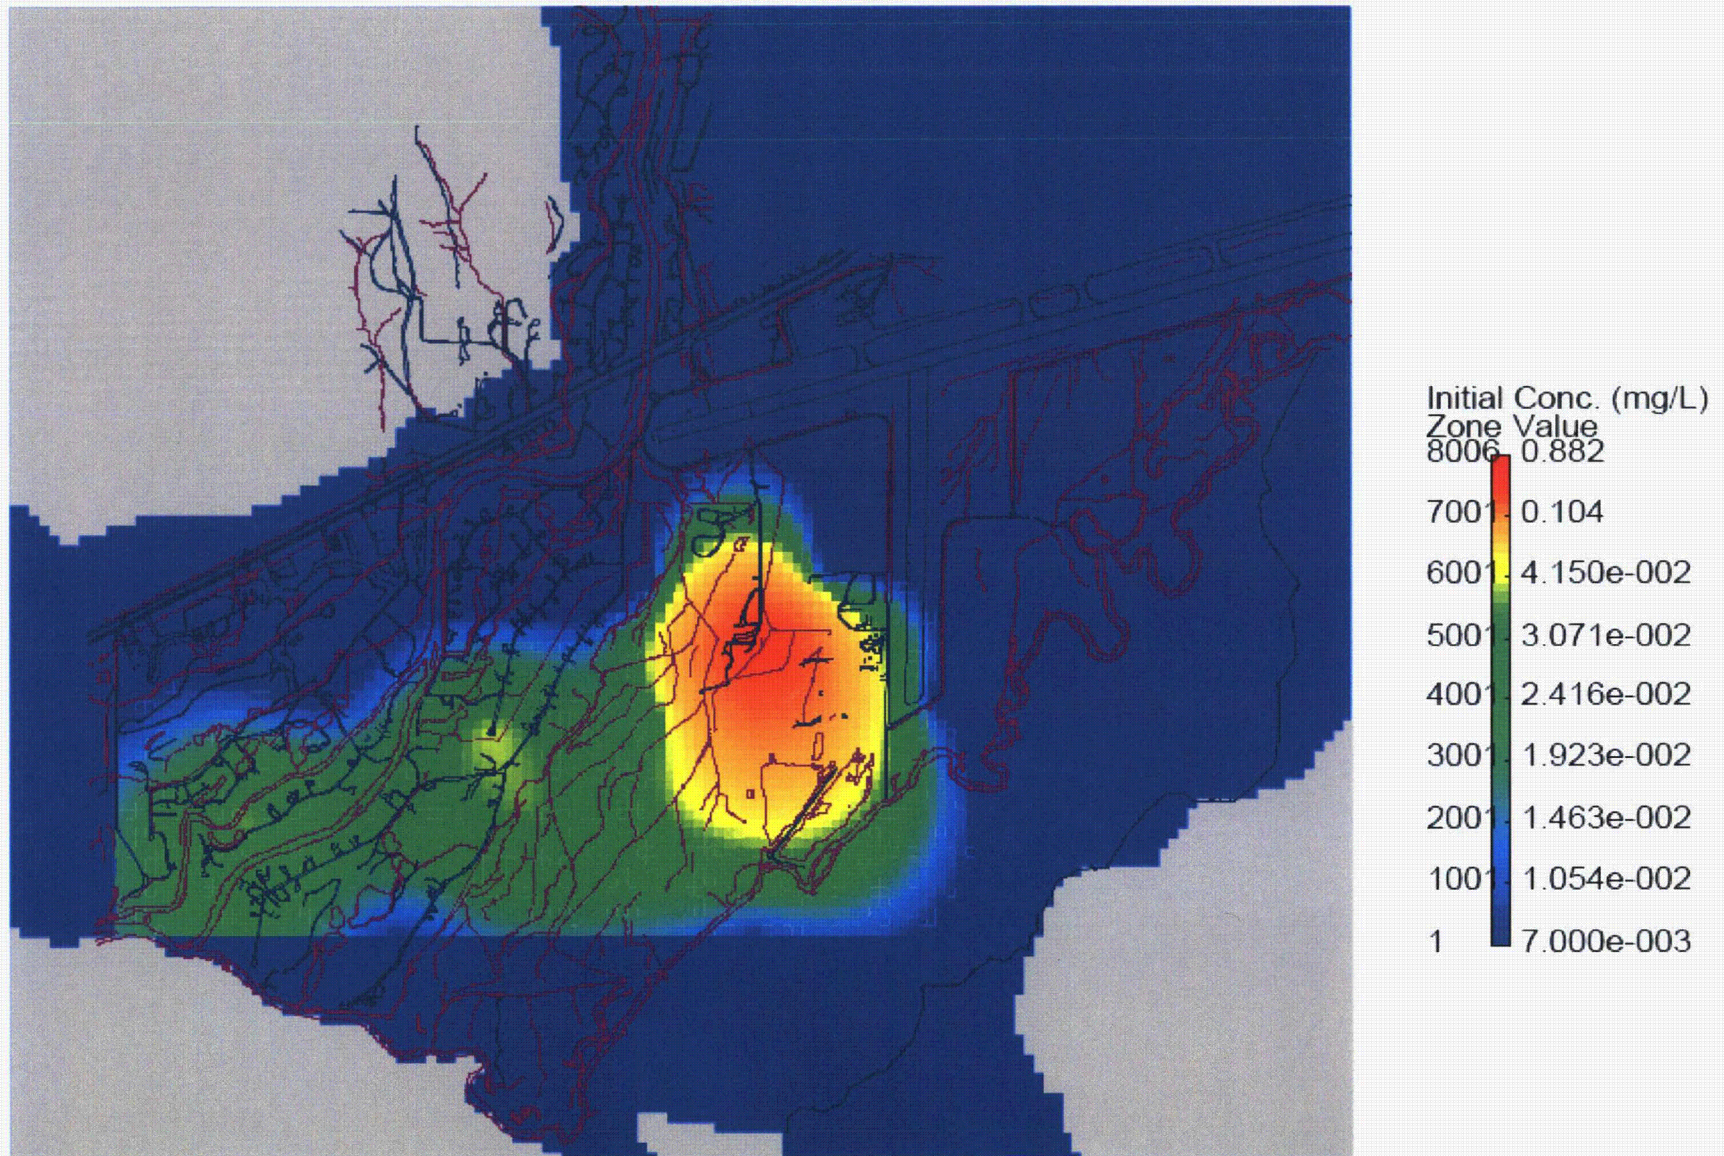 Initial Conc. (mg/L)
Zone Value
8006 0.882
7001 0.104
6001 4.150e-002
5001 3.071e-002
4001 2.416e-002
3001 1.923e-002
2001 1.463e-002
1001 1.054e-002
1 7.000e-003